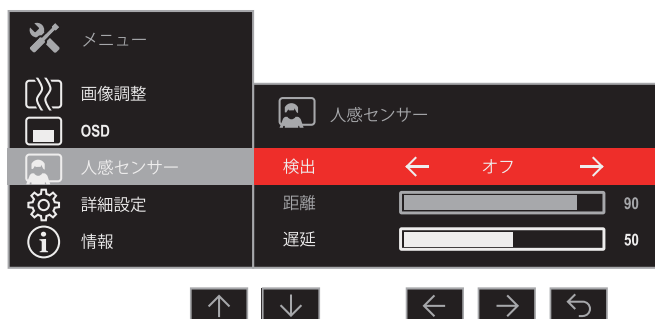 メニュー
画像調整
OSD
人感センサー
詳細設定
情報
人感センサー
検出 オフ
距離 90
遅延 50